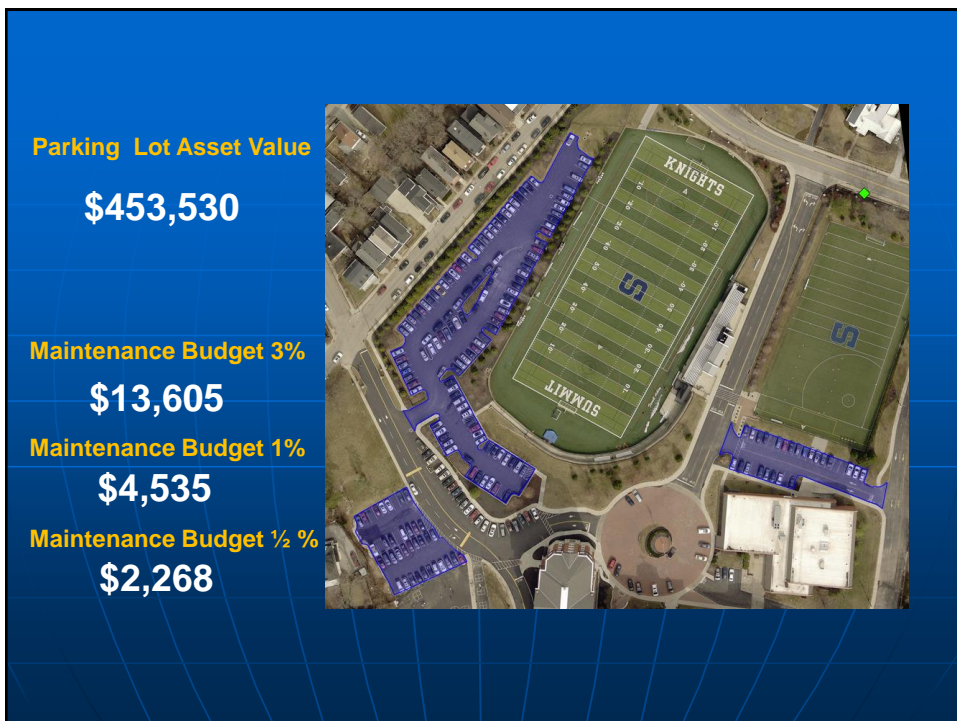 Parking Lot Asset Value
$453,530
Maintenance Budget 3%
$13,605
Maintenance Budget 1%
$4,535
Maintenance Budget ½ %
$2,268
KNIGHTS
S
SUMMIT
S